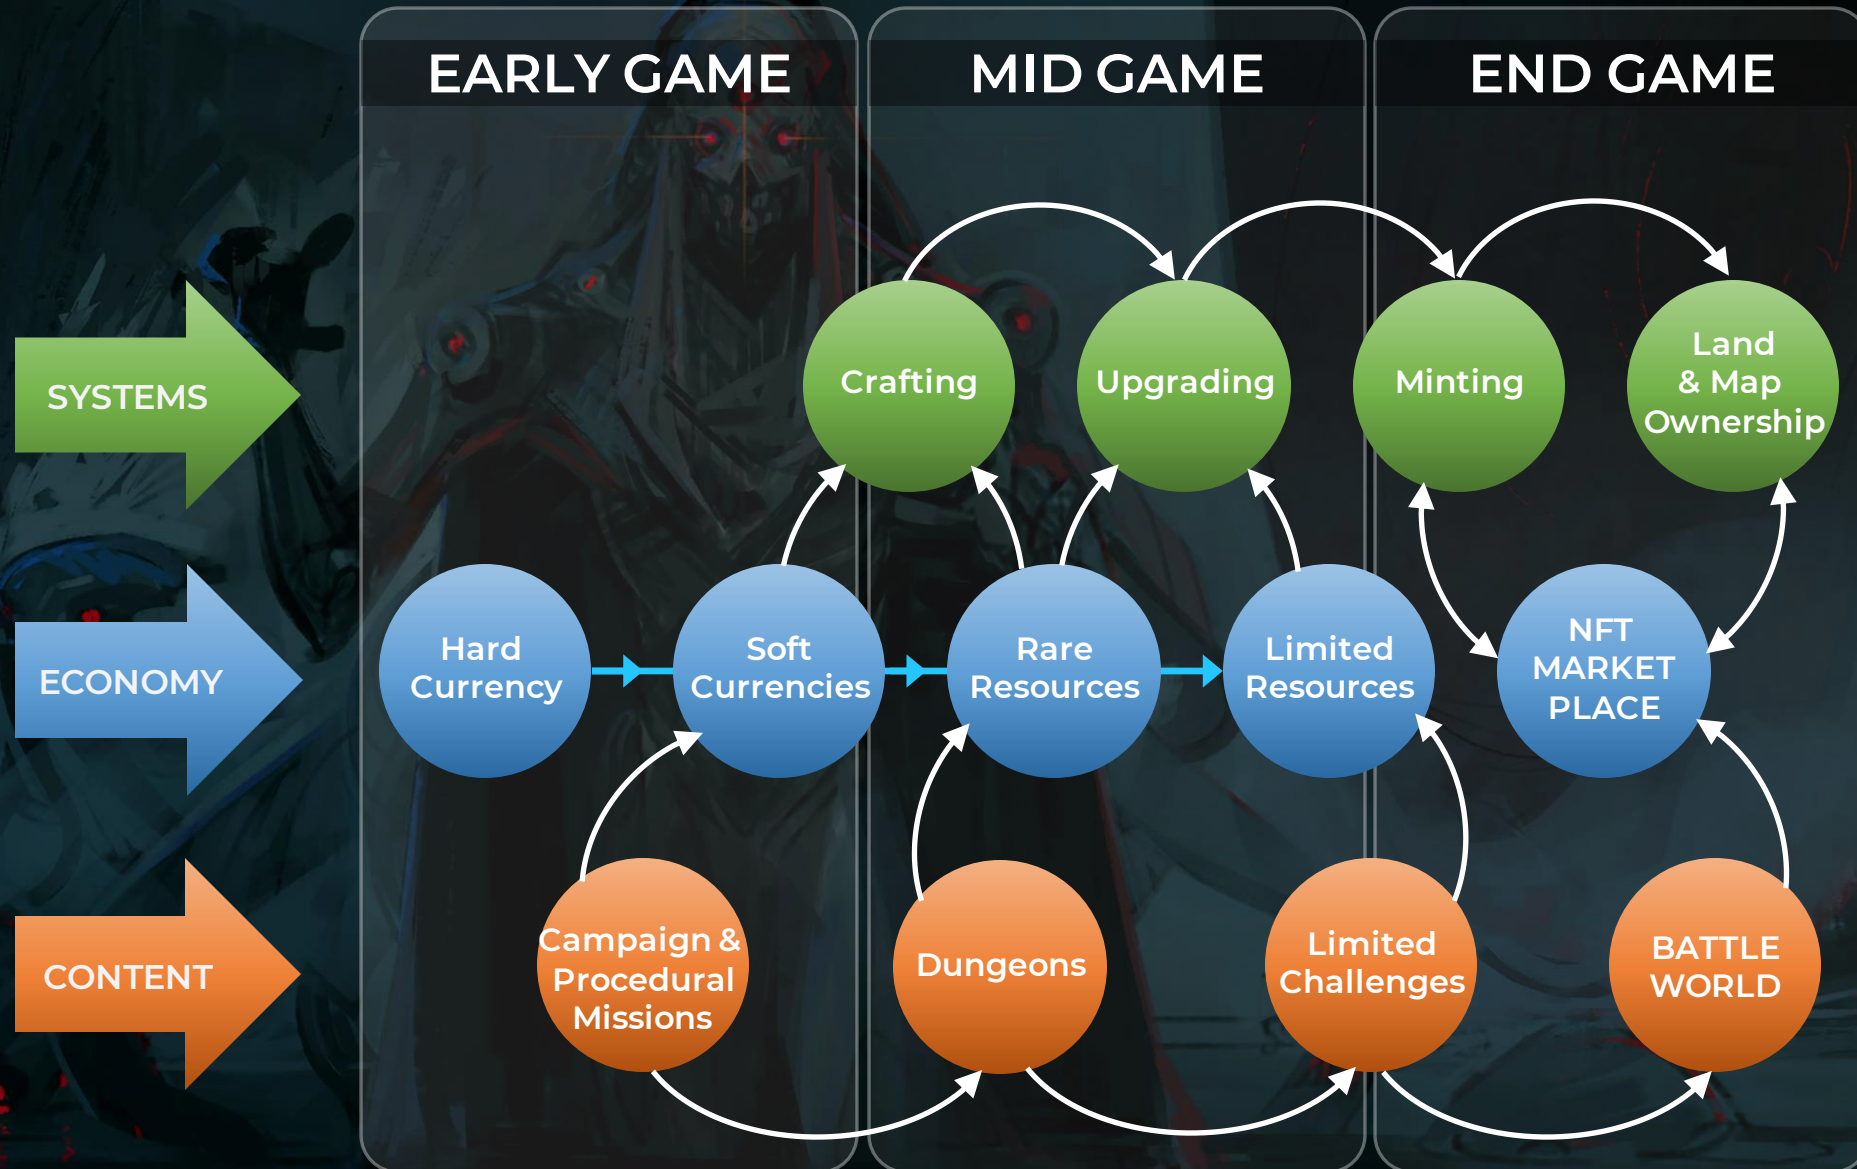 EARLY GAME
MID GAME
END GAME
SYSTEMS
Crafting
Upgrading
Minting
Land
& Map
Ownership
ECONOMY
Hard
Currency
Soft
Currencies
Rare
Resources
Limited
Resources
NFT
MARKET
PLACE
CONTENT
Campaign &
Procedural
Missions
Dungeons
Limited
Challenges
BATTLE
WORLD